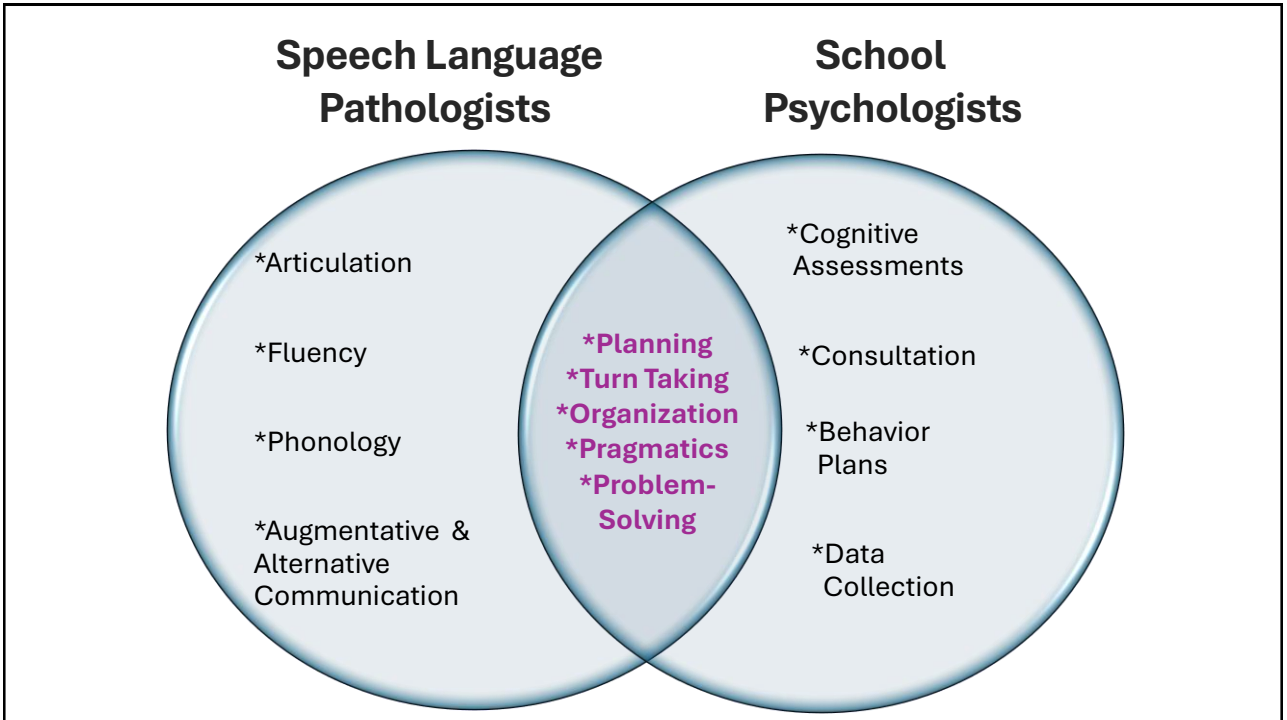 Speech Language
Pathologists
School
Psychologists
*Articulation
*Fluency
*Phonology
*Augmentative & 
Alternative
Communication
*Planning
*Turn Taking
*Organization
*Pragmatics
*Problem-
Solving
*Cognitive
Assessments
*Consultation
*Behavior
Plans
*Data
Collection